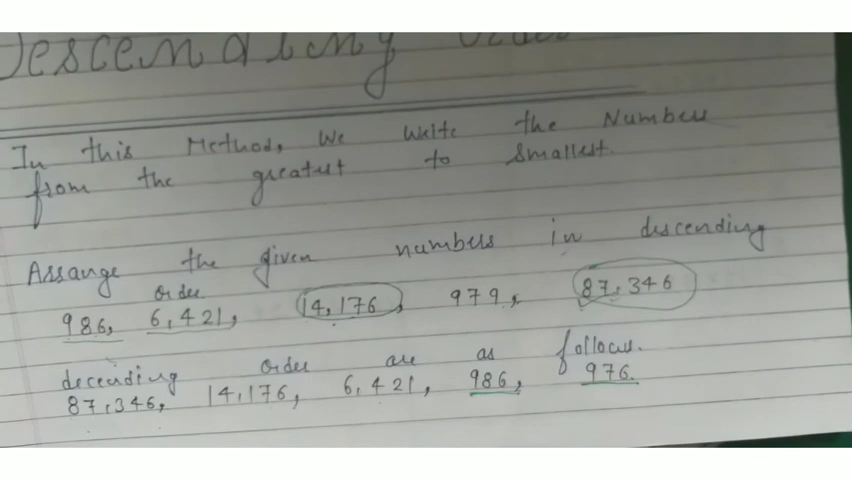 Descending Order
In this Method, We write the Numbers
from the greatest to smallest.
Arrange the given numbers in descending
order
986, 6,421, 14,176, 979, 87,346
decending order are as follows.
87,346, 14,176, 6,421, 986, 976.